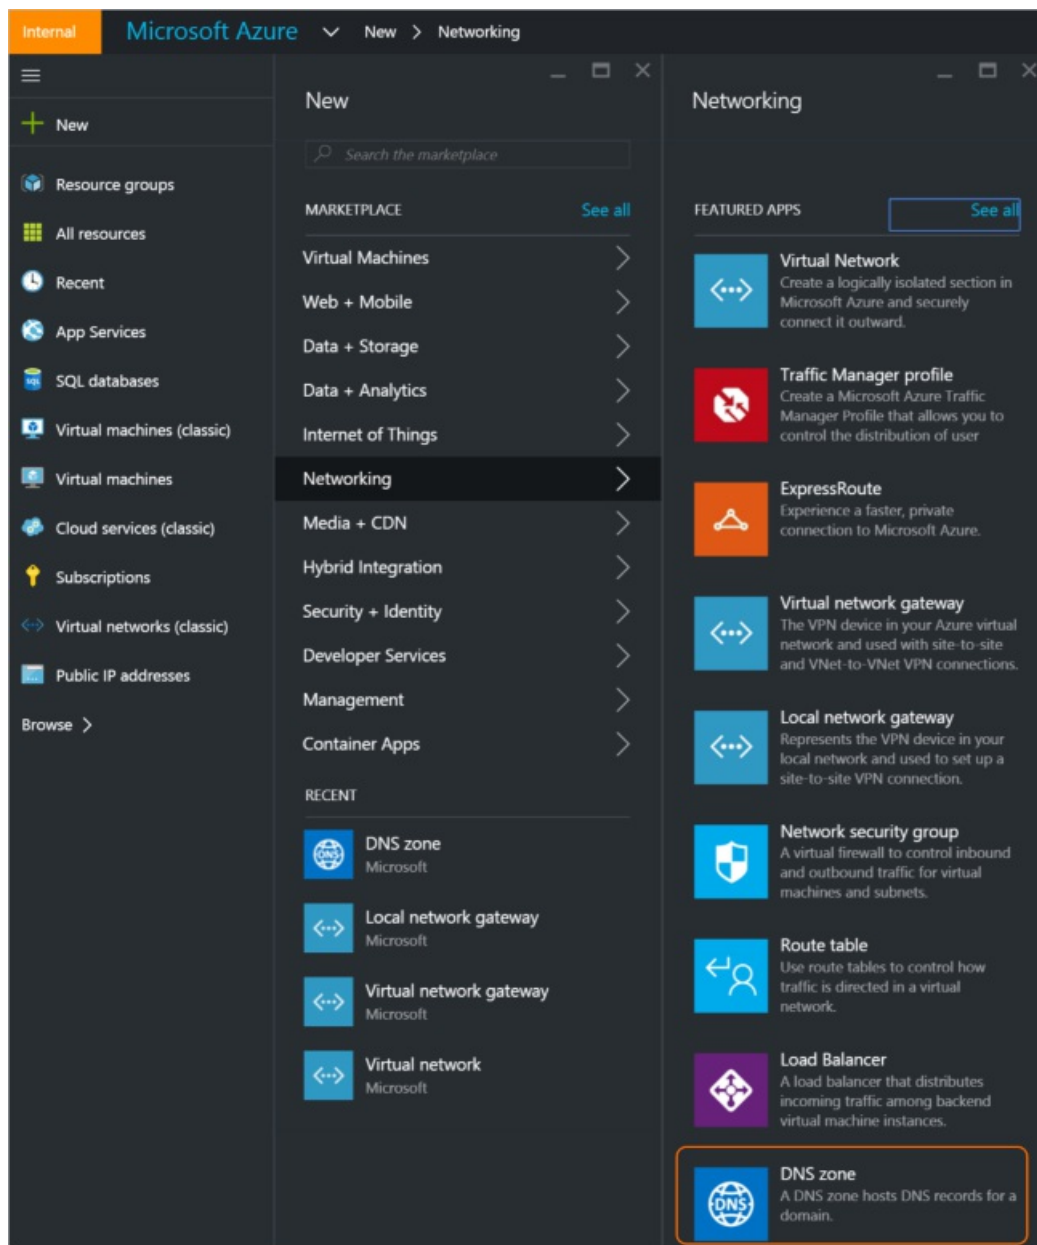 Internal
Microsoft Azure
New > Networking
New
Resource groups
All resources
Recent
App Services
SQL databases
Virtual machines (classic)
Virtual machines
Cloud services (classic)
Subscriptions
Virtual networks (classic)
Public IP addresses
Browse >
New
Search the marketplace
MARKETPLACE
See all
Virtual Machines
Web + Mobile
Data + Storage
Data + Analytics
Internet of Things
Networking
Media + CDN
Hybrid Integration
Security + Identity
Developer Services
Management
Container Apps
RECENT
DNS zone
Microsoft
Local network gateway
Microsoft
Virtual network gateway
Microsoft
Virtual network
Microsoft
Networking
FEATURED APPS
See all
Virtual Network
Create a logically isolated section in
Microsoft Azure and securely
connect it outward.
Traffic Manager profile
Create a Microsoft Azure Traffic
Manager Profile that allows you to
control the distribution of user
ExpressRoute
Experience a faster, private
connection to Microsoft Azure.
Virtual network gateway
The VPN device in your Azure virtual
network and used with site-to-site
and VNet-to-VNet VPN connections.
Local network gateway
Represents the VPN device in your
local network and used to set up a
site-to-site VPN connection.
Network security group
A virtual firewall to control inbound
and outbound traffic for virtual
machines and subnets.
Route table
Use route tables to control how
traffic is directed in a virtual
network.
Load Balancer
A load balancer that distributes
incoming traffic among backend
virtual machine instances.
DNS
DNS zone
A DNS zone hosts DNS records for a
domain.